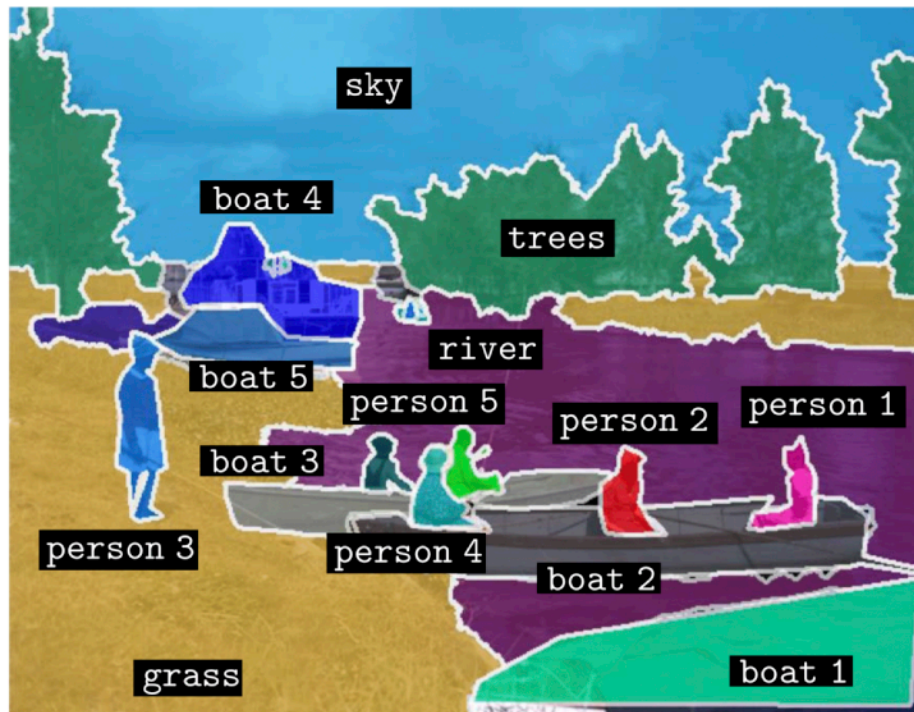 sky
boat 4
trees
river
boat 5
person 5
person 2
person 1
boat 3
person 3
person 4
boat 2
grass
boat 1